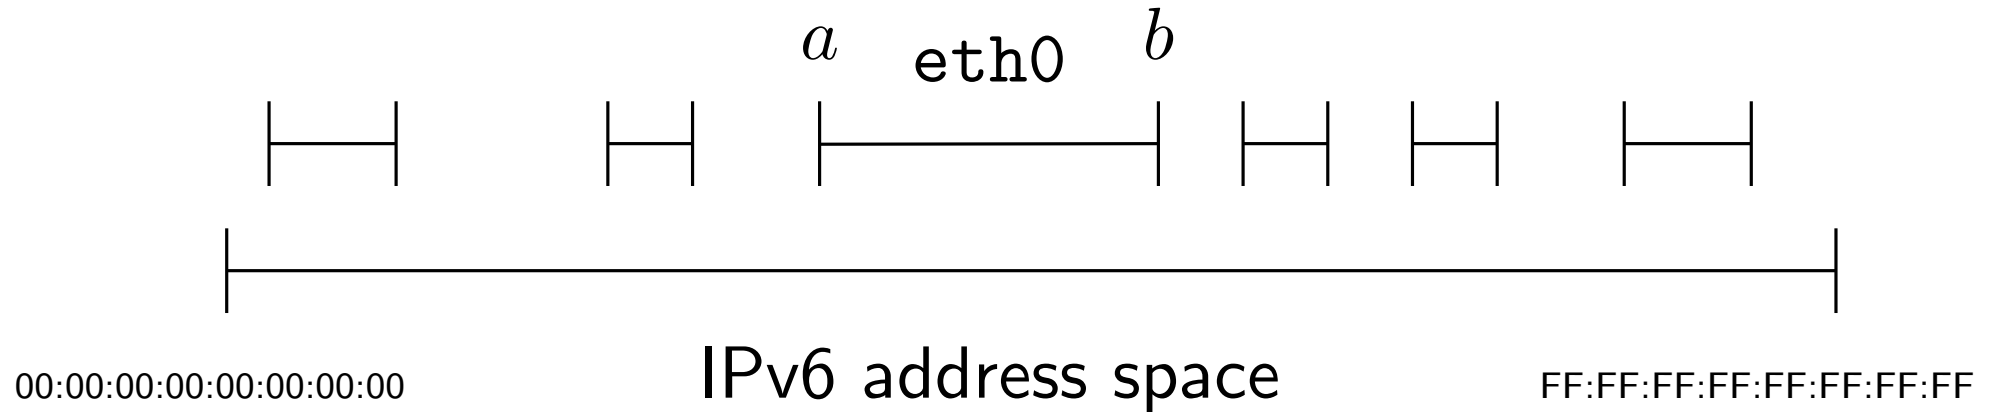 a eth0 b
IPv6 address space
00:00:00:00:00:00:00:00 FF:FF:FF:FF:FF:FF:FF:FF